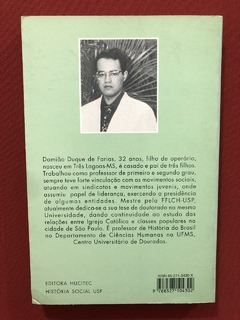 Damião Duque de Farias, 32 anos, filho de operário,
nasceu em Três Lagoas-MS, é casado e pai de três filhos.
Trabalhou como professor de primeiro e segundo grau,
sempre teve forte vinculação com os movimentos sociais,
atuando em sindicatos e movimentos juvenis, onde
assumiu papel de liderança, exercendo a presidência
de algumas entidades. Mestre pela FFLCH-USP,
atualmente dedica-se a sua tese de doutorado na mesma
Universidade, dando continuidade ao estudo das
relações entre Igreja Católica e classes populares na
cidade de São Paulo. É professor de História do Brasil
no Departamento de Ciências Humanas na UFMS,
Centro Universitário de Dourados.
EDITORA HUCITEC
HISTÓRIA SOCIAL USP